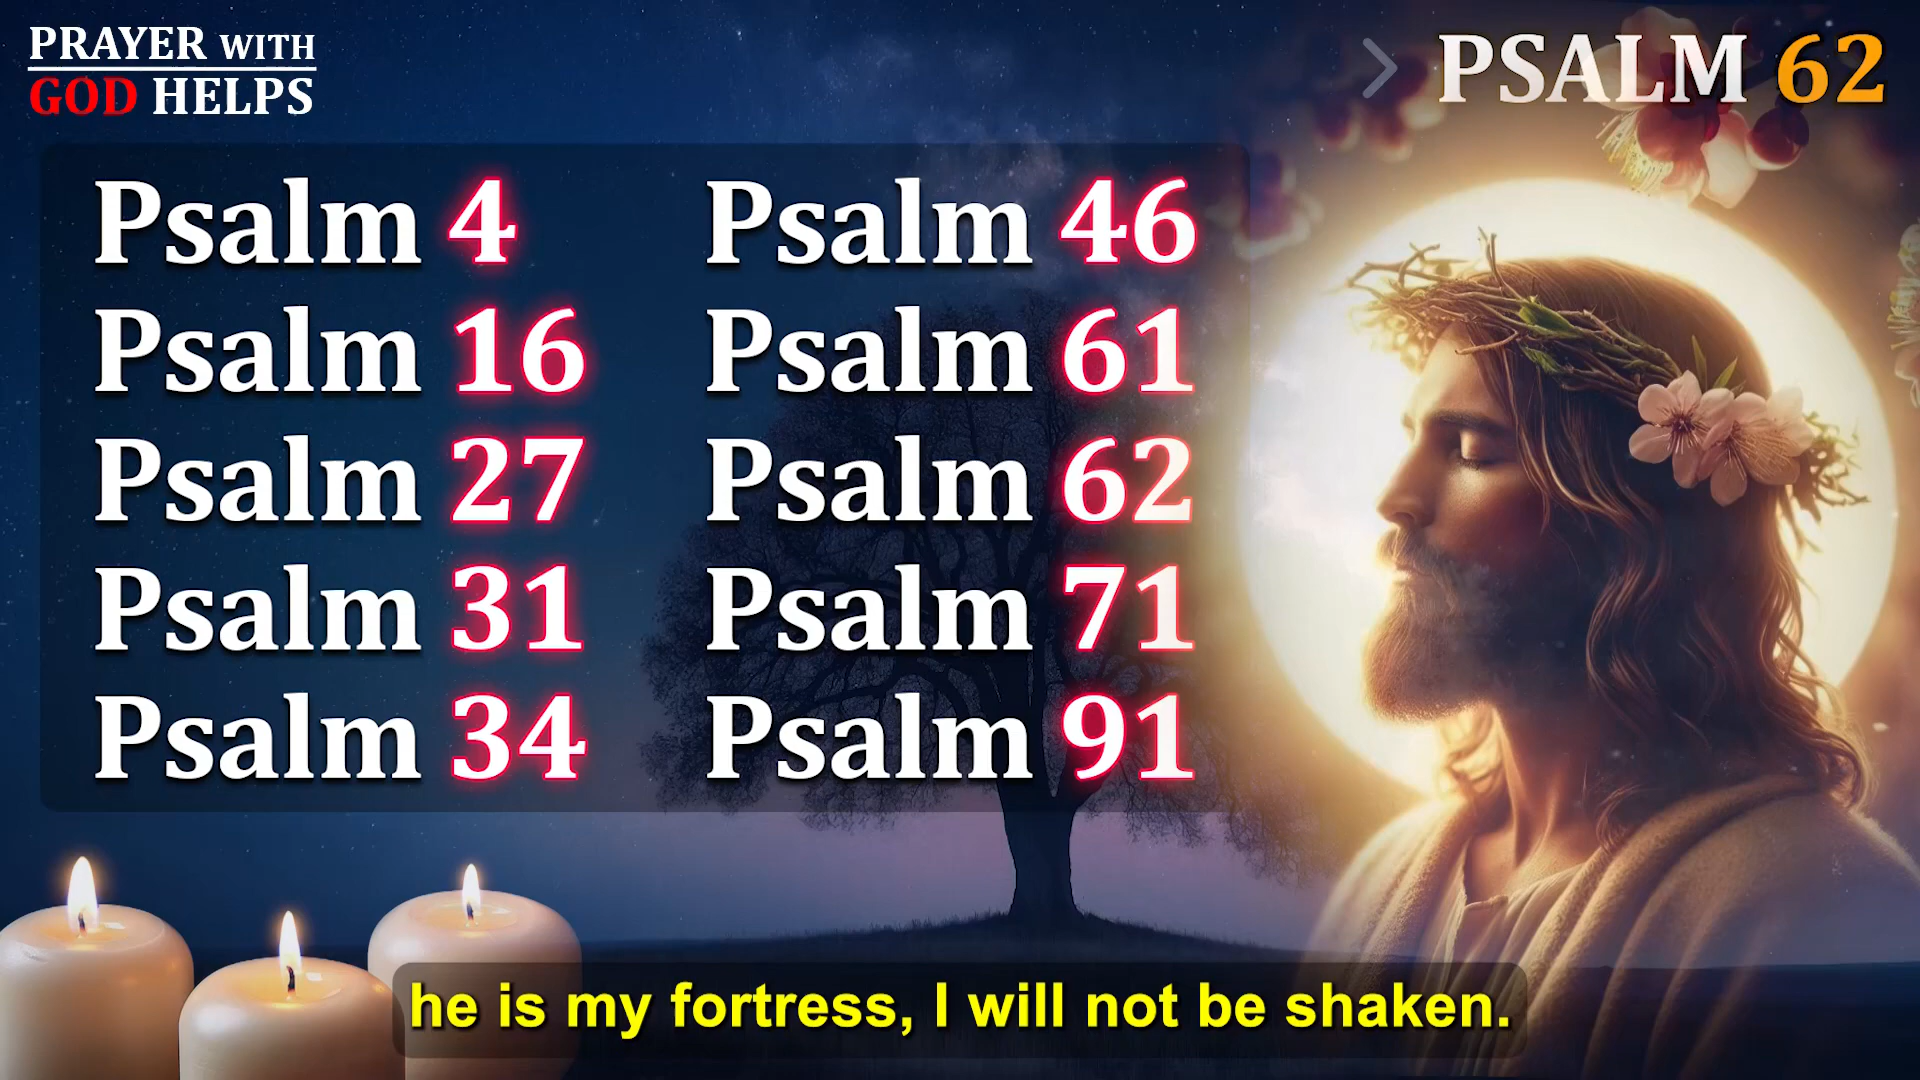 PRAYER WITH
GOD HELPS
PSALM 62
Psalm 4
Psalm 16
Psalm 27
Psalm 31
Psalm 34
Psalm 46
Psalm 61
Psalm 62
Psalm 71
Psalm 91
he is my fortress, I will not be shaken.